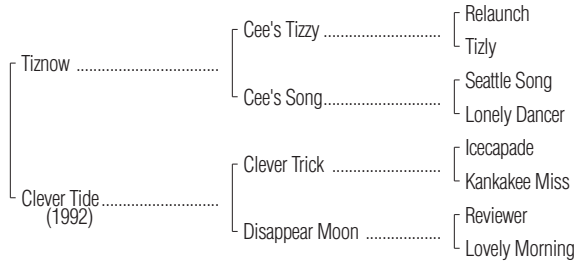 Relaunch
Cee's Tizzy ................................
Tizly
Tiznow .......................................
Seattle Song
Cee's Song................................
Lonely Dancer
Icecapade
Clever Trick ..............................
Kankakee Miss
Clever Tide................................
(1992)
Reviewer
Disappear Moon .....................
Lovely Morning